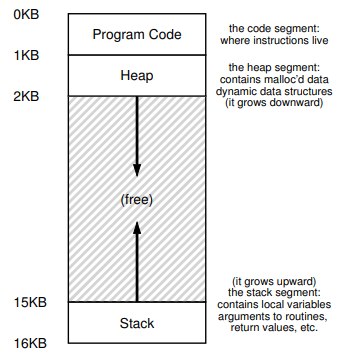 0KB
Program Code
the code segment:
where instructions live
1KB
Heap
the heap segment:
contains malloc'd data
dynamic data structures
(it grows downward)
2KB
(free)
(it grows upward)
the stack segment:
contains local variables
arguments to routines,
return values, etc.
15KB
Stack
16KB